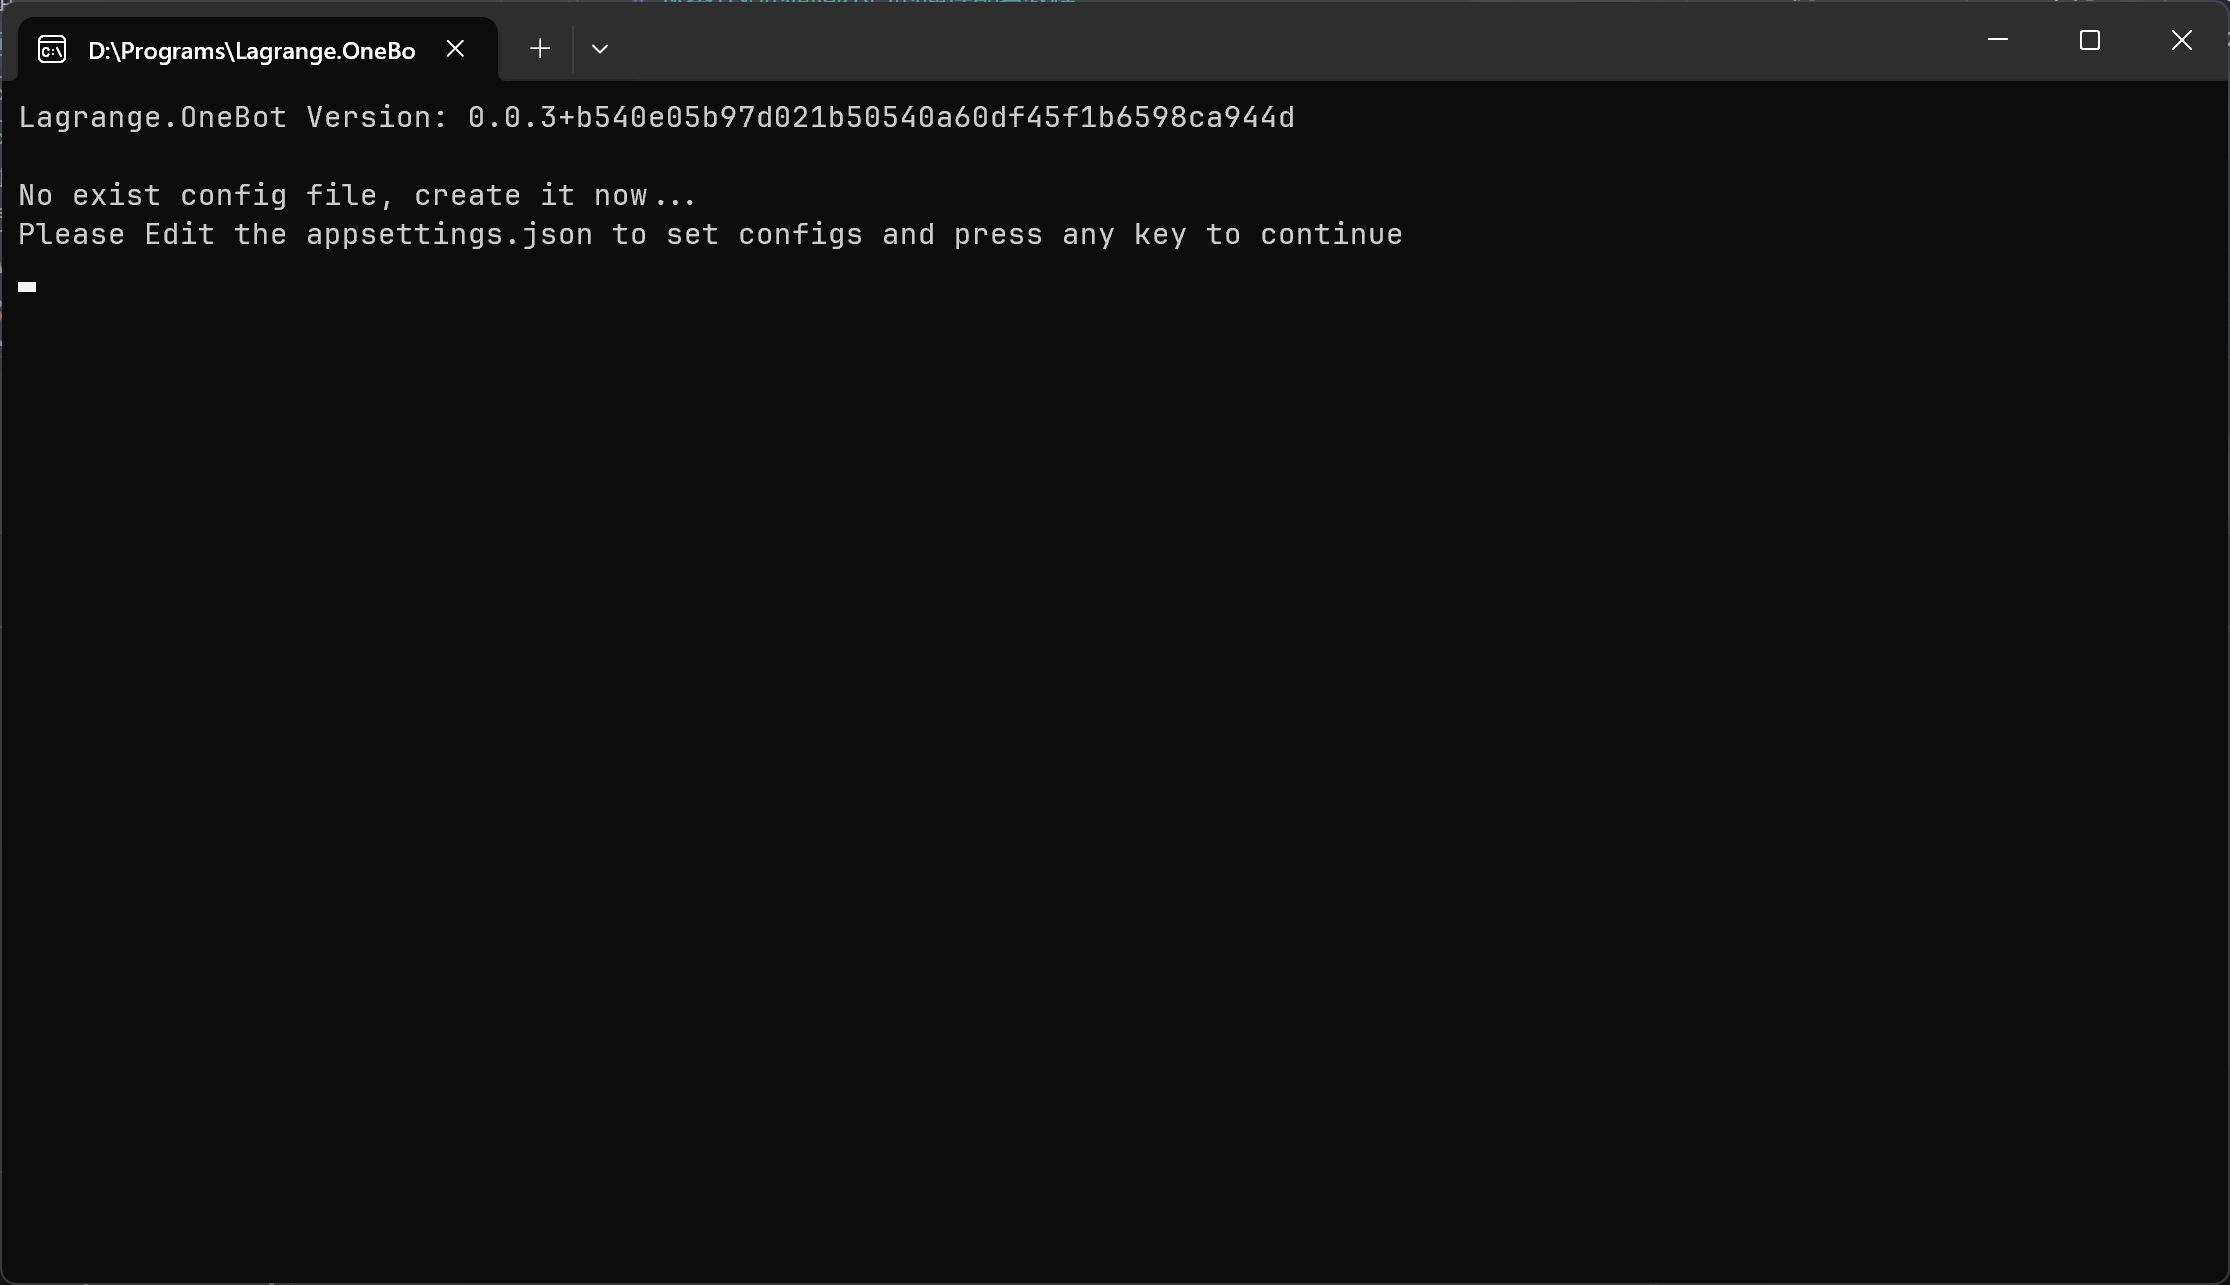 D:\Programs\Lagrange.OneBo
Lagrange.OneBot Version: 0.0.3+b540e05b97d021b50540a60df45f1b6598ca944d
No exist config file, create it now...
Please Edit the appsettings.json to set configs and press any key to continue